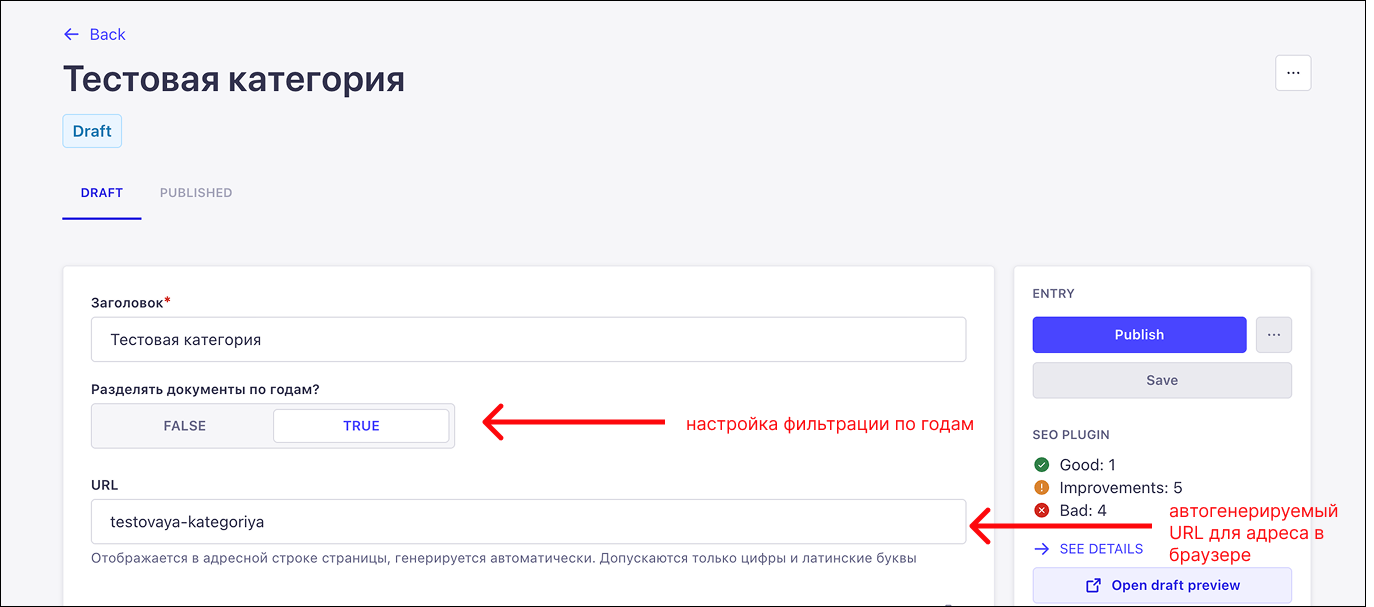 ← Back
Тестовая категория
...
Draft
DRAFT
PUBLISHED
Заголовок*
Тестовая категория
Разделять документы по годам?
FALSE
TRUE
настройка фильтрации по годам
URL
testovaya-kategoriya
Отображается в адресной строке страницы, генерируется автоматически. Допускаются только цифры и латинские буквы
ENTRY
Publish
...
Save
SEO PLUGIN
Good: 1
Improvements: 5
Bad: 4
автогенерируемый
URL для адреса в
браузере
→ SEE DETAILS
Open draft preview